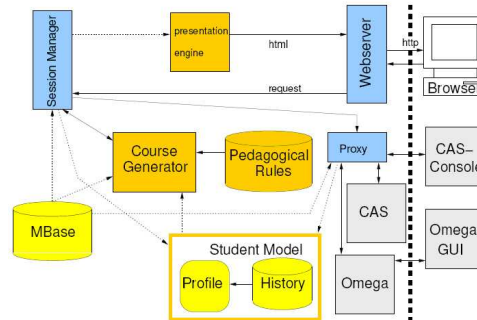 Session Manager
presentation
engine
html
Webserver
http
Browser
request
Course
Generator
Pedagogical
Rules
Proxy
CAS-
Console
MBase
CAS
Omega
GUI
Student Model
Profile
History
Omega